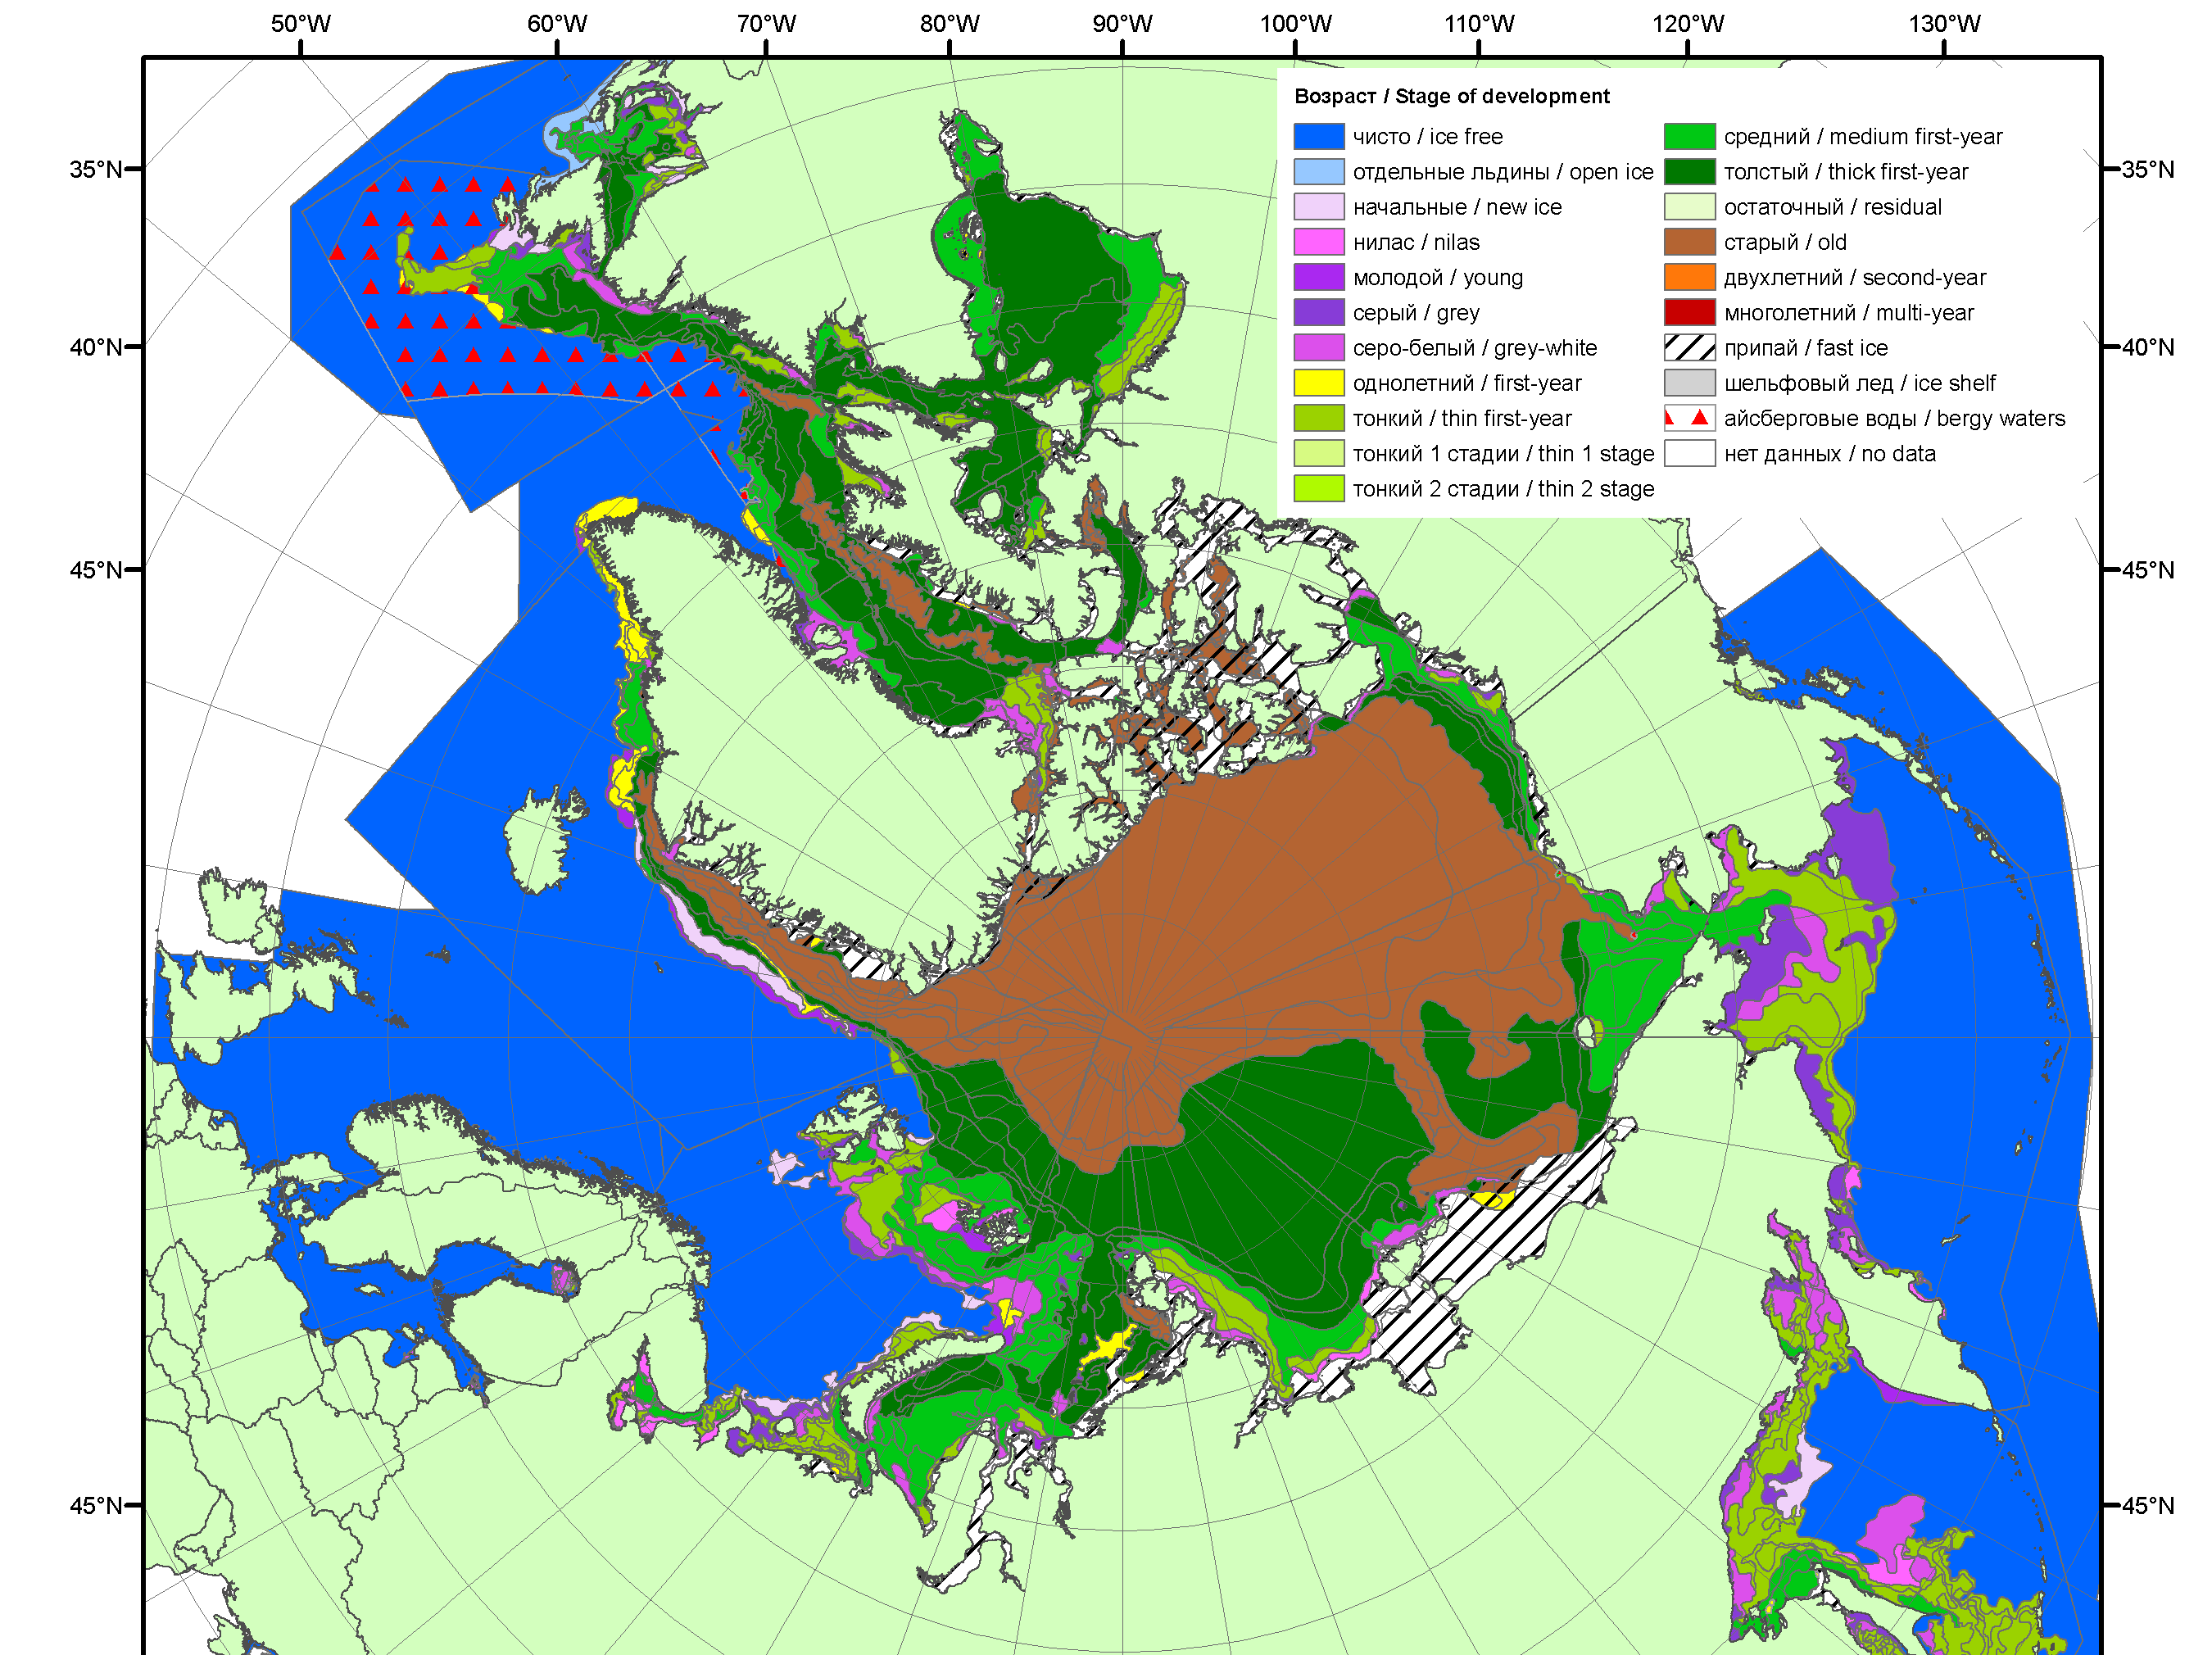 50°W 60°W 70°W 80°W 90°W 100°W 110°W 120°W 130°W
Возраст / Stage of development
чисто / ice free
отдельные льдины / open ice
начальные / new ice
нилас / nilas
молодой / young
серый / grey
серо-белый / grey-white
однолетний / first-year
тонкий / thin first-year
тонкий 1 стадии / thin 1 stage
тонкий 2 стадии / thin 2 stage
средний / medium first-year
толстый / thick first-year
остаточный / residual
старый / old
двухлетний / second-year
многолетний / multi-year
припай / fast ice
шельфовый лед / ice shelf
айсберговые воды / bergy waters
нет данных / no data
35°N 35°N
40°N 40°N
45°N 45°N
45°N 45°N